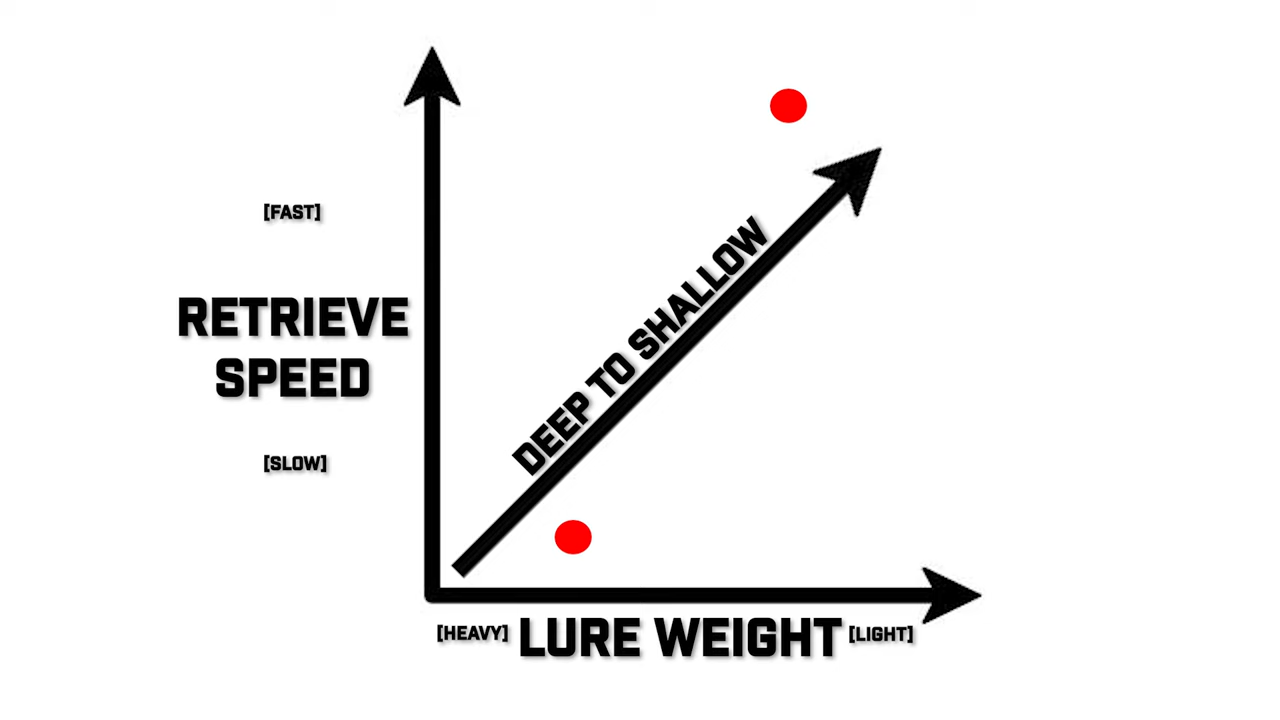 [FAST]
RETRIEVE
SPEED
[SLOW]
DEEP TO SHALLOW
[HEAVY] LURE WEIGHT [LIGHT]